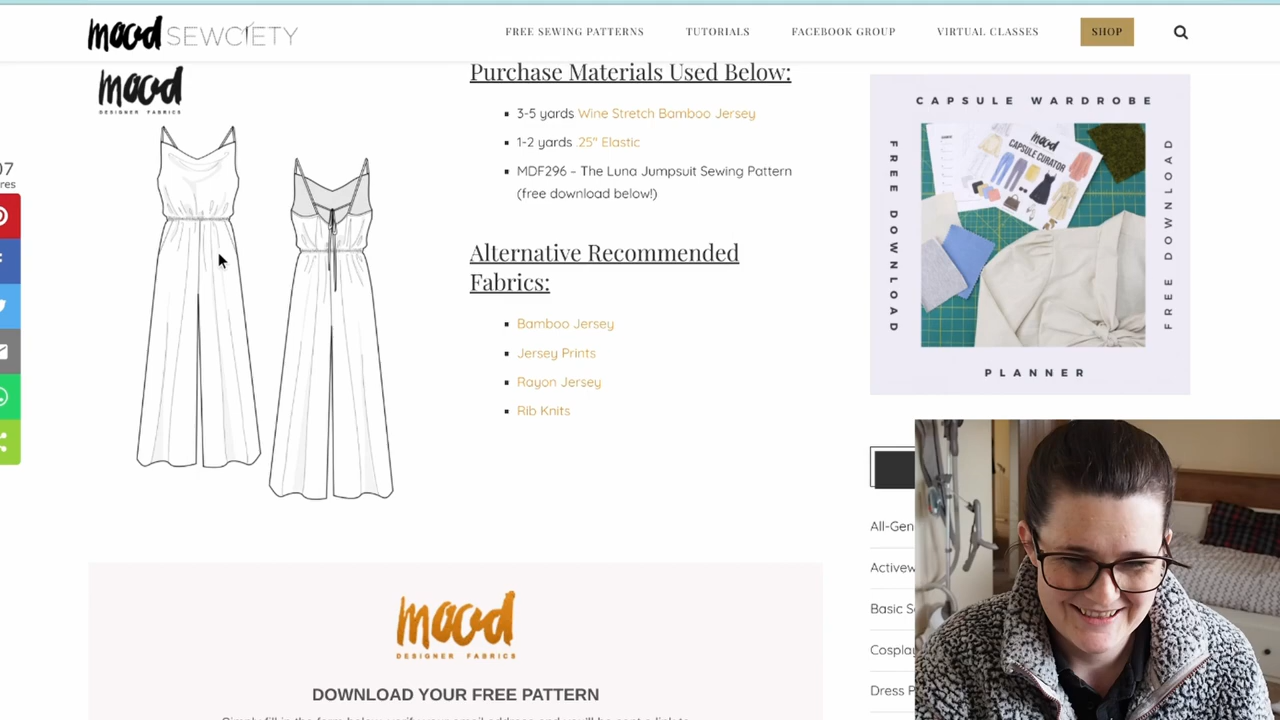 mood SEWCIETY
FREE SEWING PATTERNS
TUTORIALS
FACEBOOK GROUP
VIRTUAL CLASSES
SHOP
mood
DESIGNER FABRICS
07
res
Purchase Materials Used Below:
3-5 yards Wine Stretch Bamboo Jersey
1-2 yards .25" Elastic
MDF296 – The Luna Jumpsuit Sewing Pattern
(free download below!)
Alternative Recommended
Fabrics:
Bamboo Jersey
Jersey Prints
Rayon Jersey
Rib Knits
CAPSULE WARDROBE
FREE DOWNLOAD
mood
CAPSULE CURATOR
FREE DOWNLOAD
PLANNER
All-Gen
Activew
Basic S
Cosplay
Dress P
mood
DESIGNER FABRICS
DOWNLOAD YOUR FREE PATTERN